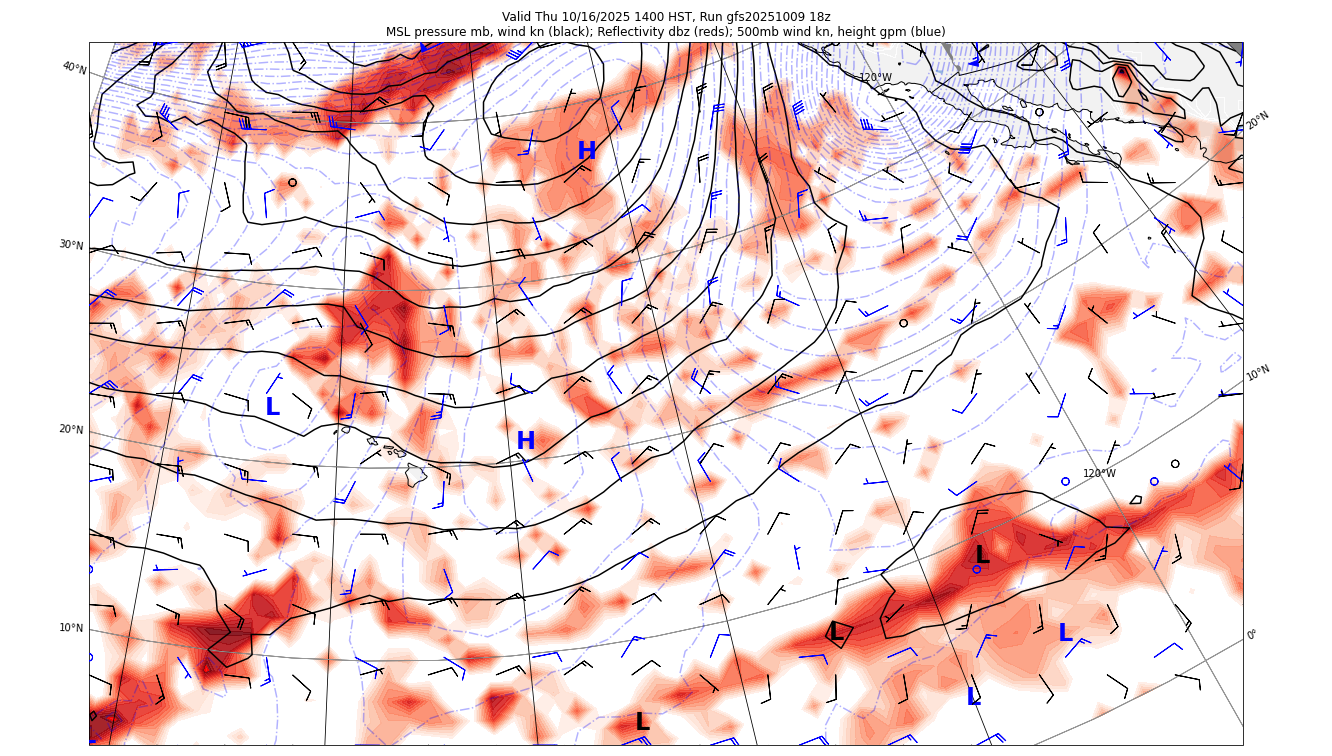 Valid Thu 10/16/2025 1400 HST, Run gfs20251009 18z
MSL pressure mb, wind kn (black); Reflectivity dbz (reds); 500mb wind kn, height gpm (blue)
40°N
120°W
20°N
H
30°N
10°N
L
20°N
H
120°W
L
10°N
L
L
0°
L
L